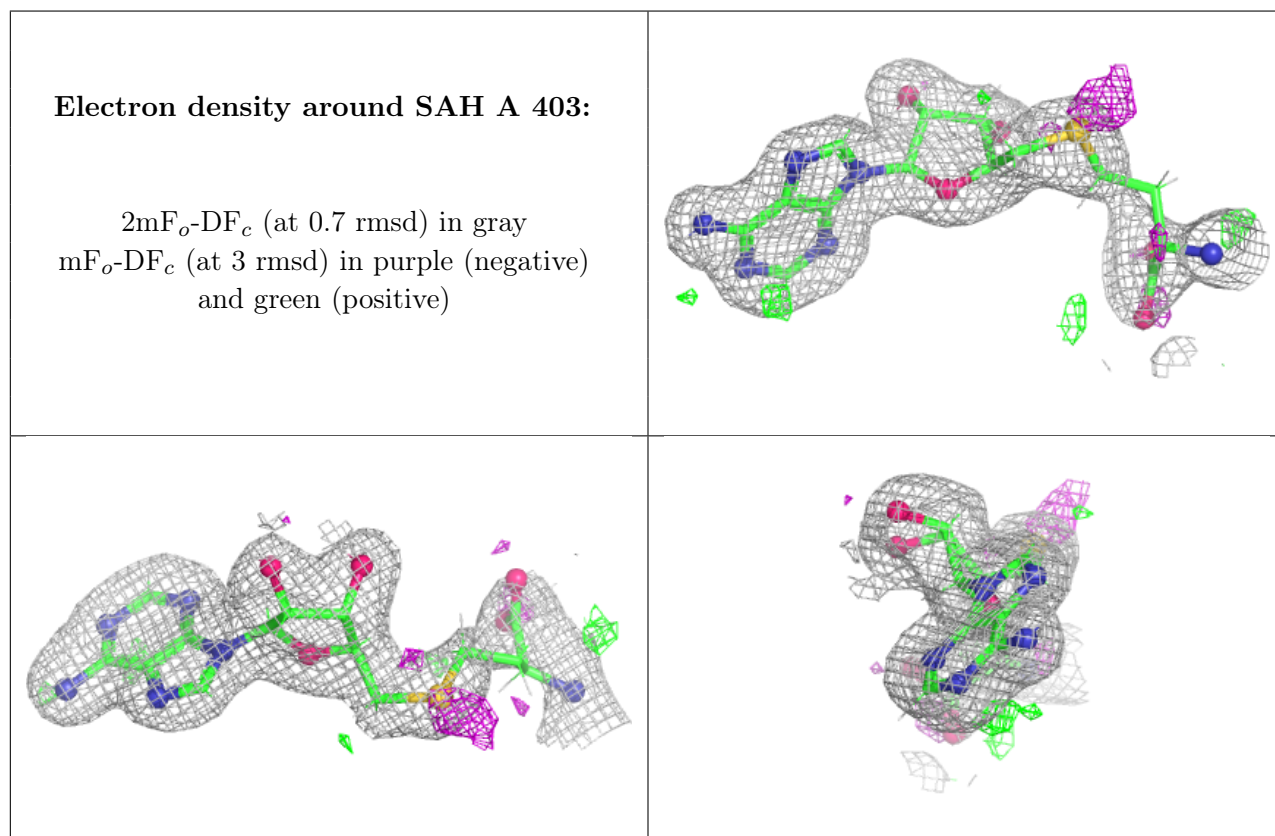 Electron density around SAH A 403:
2mFo-DFc (at 0.7 rmsd) in gray
mFo-DFc (at 3 rmsd) in purple (negative)
and green (positive)